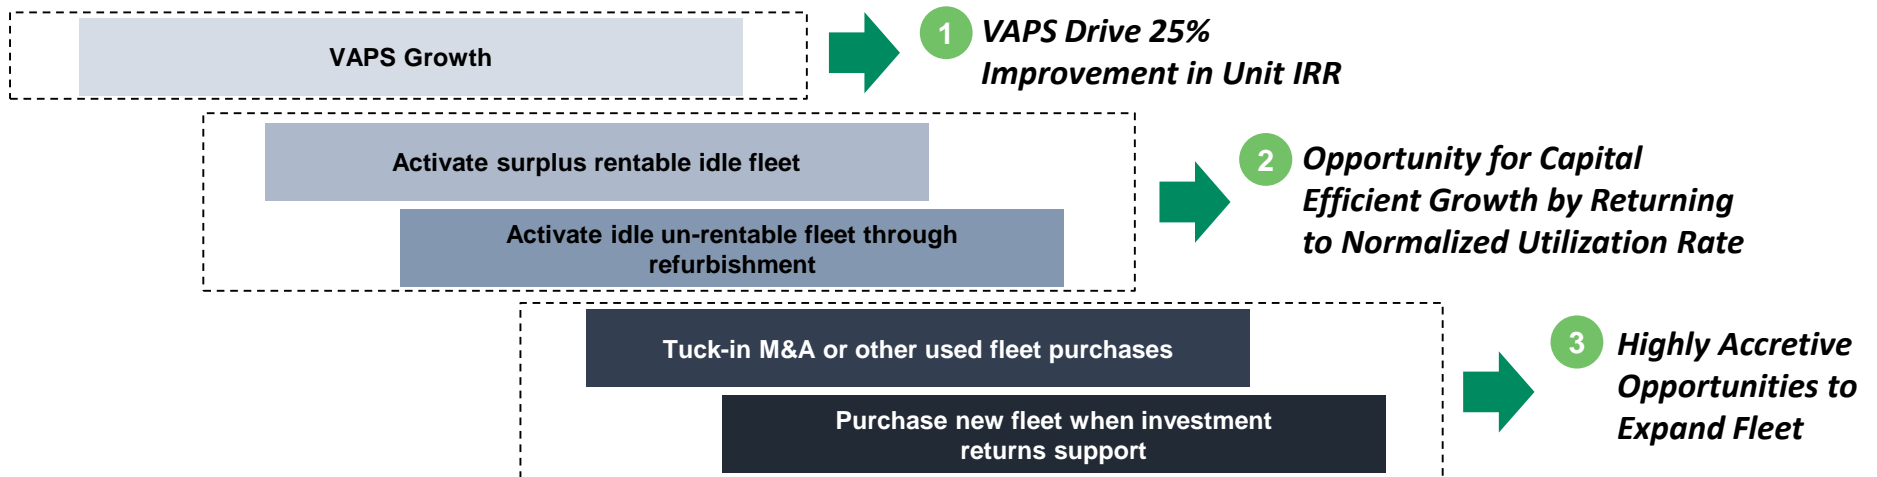 VAPS Growth
1
VAPS Drive 25%
Improvement in Unit IRR
Activate surplus rentable idle fleet
Activate idle un-rentable fleet through
refurbishment
2
Opportunity for Capital
Efficient Growth by Returning
to Normalized Utilization Rate
Tuck-in M&A or other used fleet purchases
Purchase new fleet when investment
returns support
3
Highly Accretive
Opportunities to
Expand Fleet